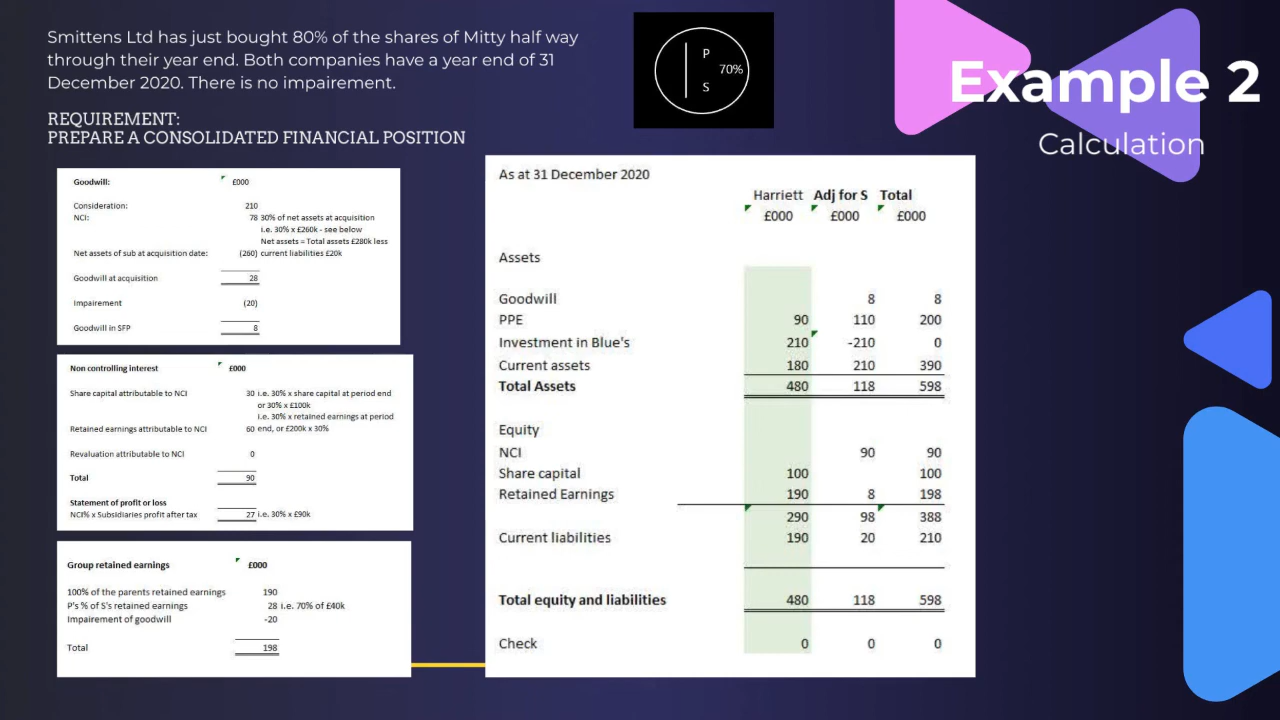 Smittens Ltd has just bought 80% of the shares of Mitty half way
through their year end. Both companies have a year end of 31
December 2020. There is no impairement.
REQUIREMENT:
PREPARE A CONSOLIDATED FINANCIAL POSITION
P
70%
S
Example 2
Calculation
Goodwill: £000
Consideration: 210
NCI: 78 30% of net assets at acquisition
i.e. 30% x £260k - see below
Net assets = Total assets £280k less
Net assets of sub at acquisition date: (260) current liabilities £20k
Goodwill at acquisition 28
Impairment (20)
Goodwill in SFP 8
Non controlling interest £000
Share capital attributable to NCI 30 i.e. 30% x share capital at period end
or 30% x £100k
i.e. 30% x retained earnings at period
Retained earnings attributable to NCI 60 end, or £200k x 30%
Revaluation attributable to NCI 0
Total 90
Statement of profit or loss
NCI% x Subsidiaries profit after tax 27 i.e. 30% x £90k
Group retained earnings £000
100% of the parents retained earnings 190
P's % of S's retained earnings 28 i.e. 70% of £40k
Impairement of goodwill -20
Total 198
As at 31 December 2020
Harriett Adj for S Total
£000 £000 £000
Assets
Goodwill 8 8
PPE 90 110 200
Investment in Blue's 210 -210 0
Current assets 180 210 390
Total Assets 480 118 598
Equity
NCI 90 90
Share capital 100 100
Retained Earnings 190 8 198
290 98 388
Current liabilities 190 20 210
Total equity and liabilities 480 118 598
Check 0 0 0